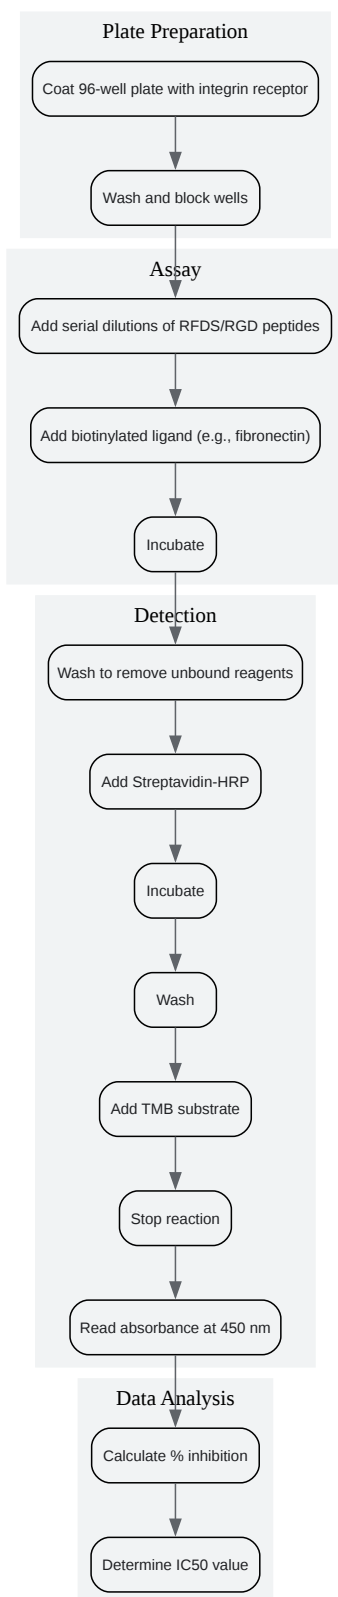 Plate Preparation
Coat 96-well plate with integrin receptor
Wash and block wells
Assay
Add serial dilutions of RFDS/RGD peptides
Add biotinylated ligand (e.g., fibronectin)
Incubate
Detection
Wash to remove unbound reagents
Add Streptavidin-HRP
Incubate
Wash
Add TMB substrate
Stop reaction
Read absorbance at 450 nm
Data Analysis
Calculate % inhibition
Determine IC50 value